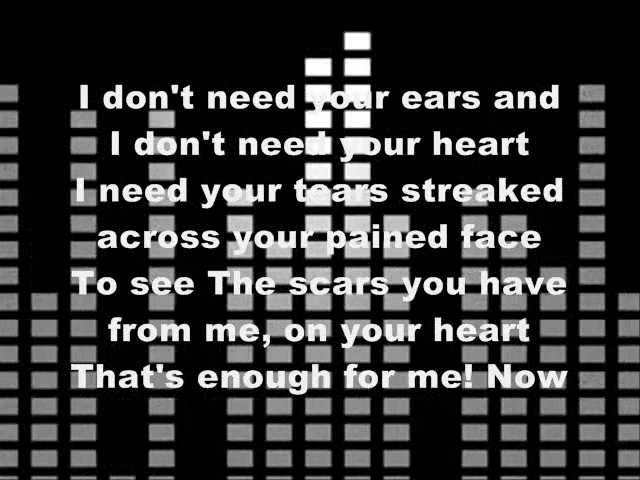 I don't need your ears and
I don't need your heart
I need your tears streaked
across your pained face
To see The scars you have
from me, on your heart
That's enough for me! Now